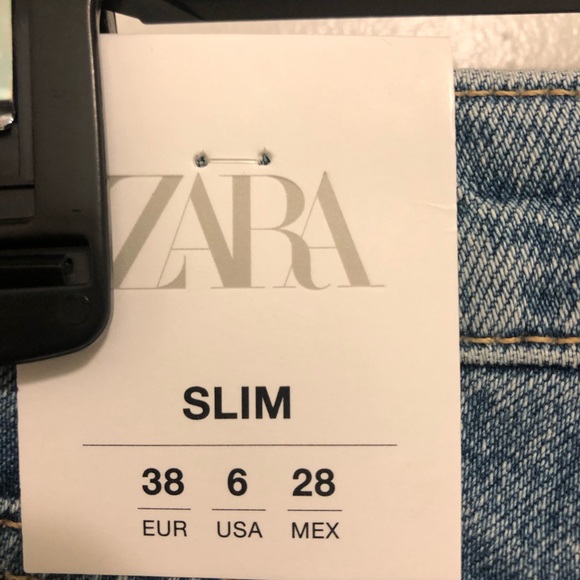 ZARA
SLIM
38 6 28
EUR USA MEX